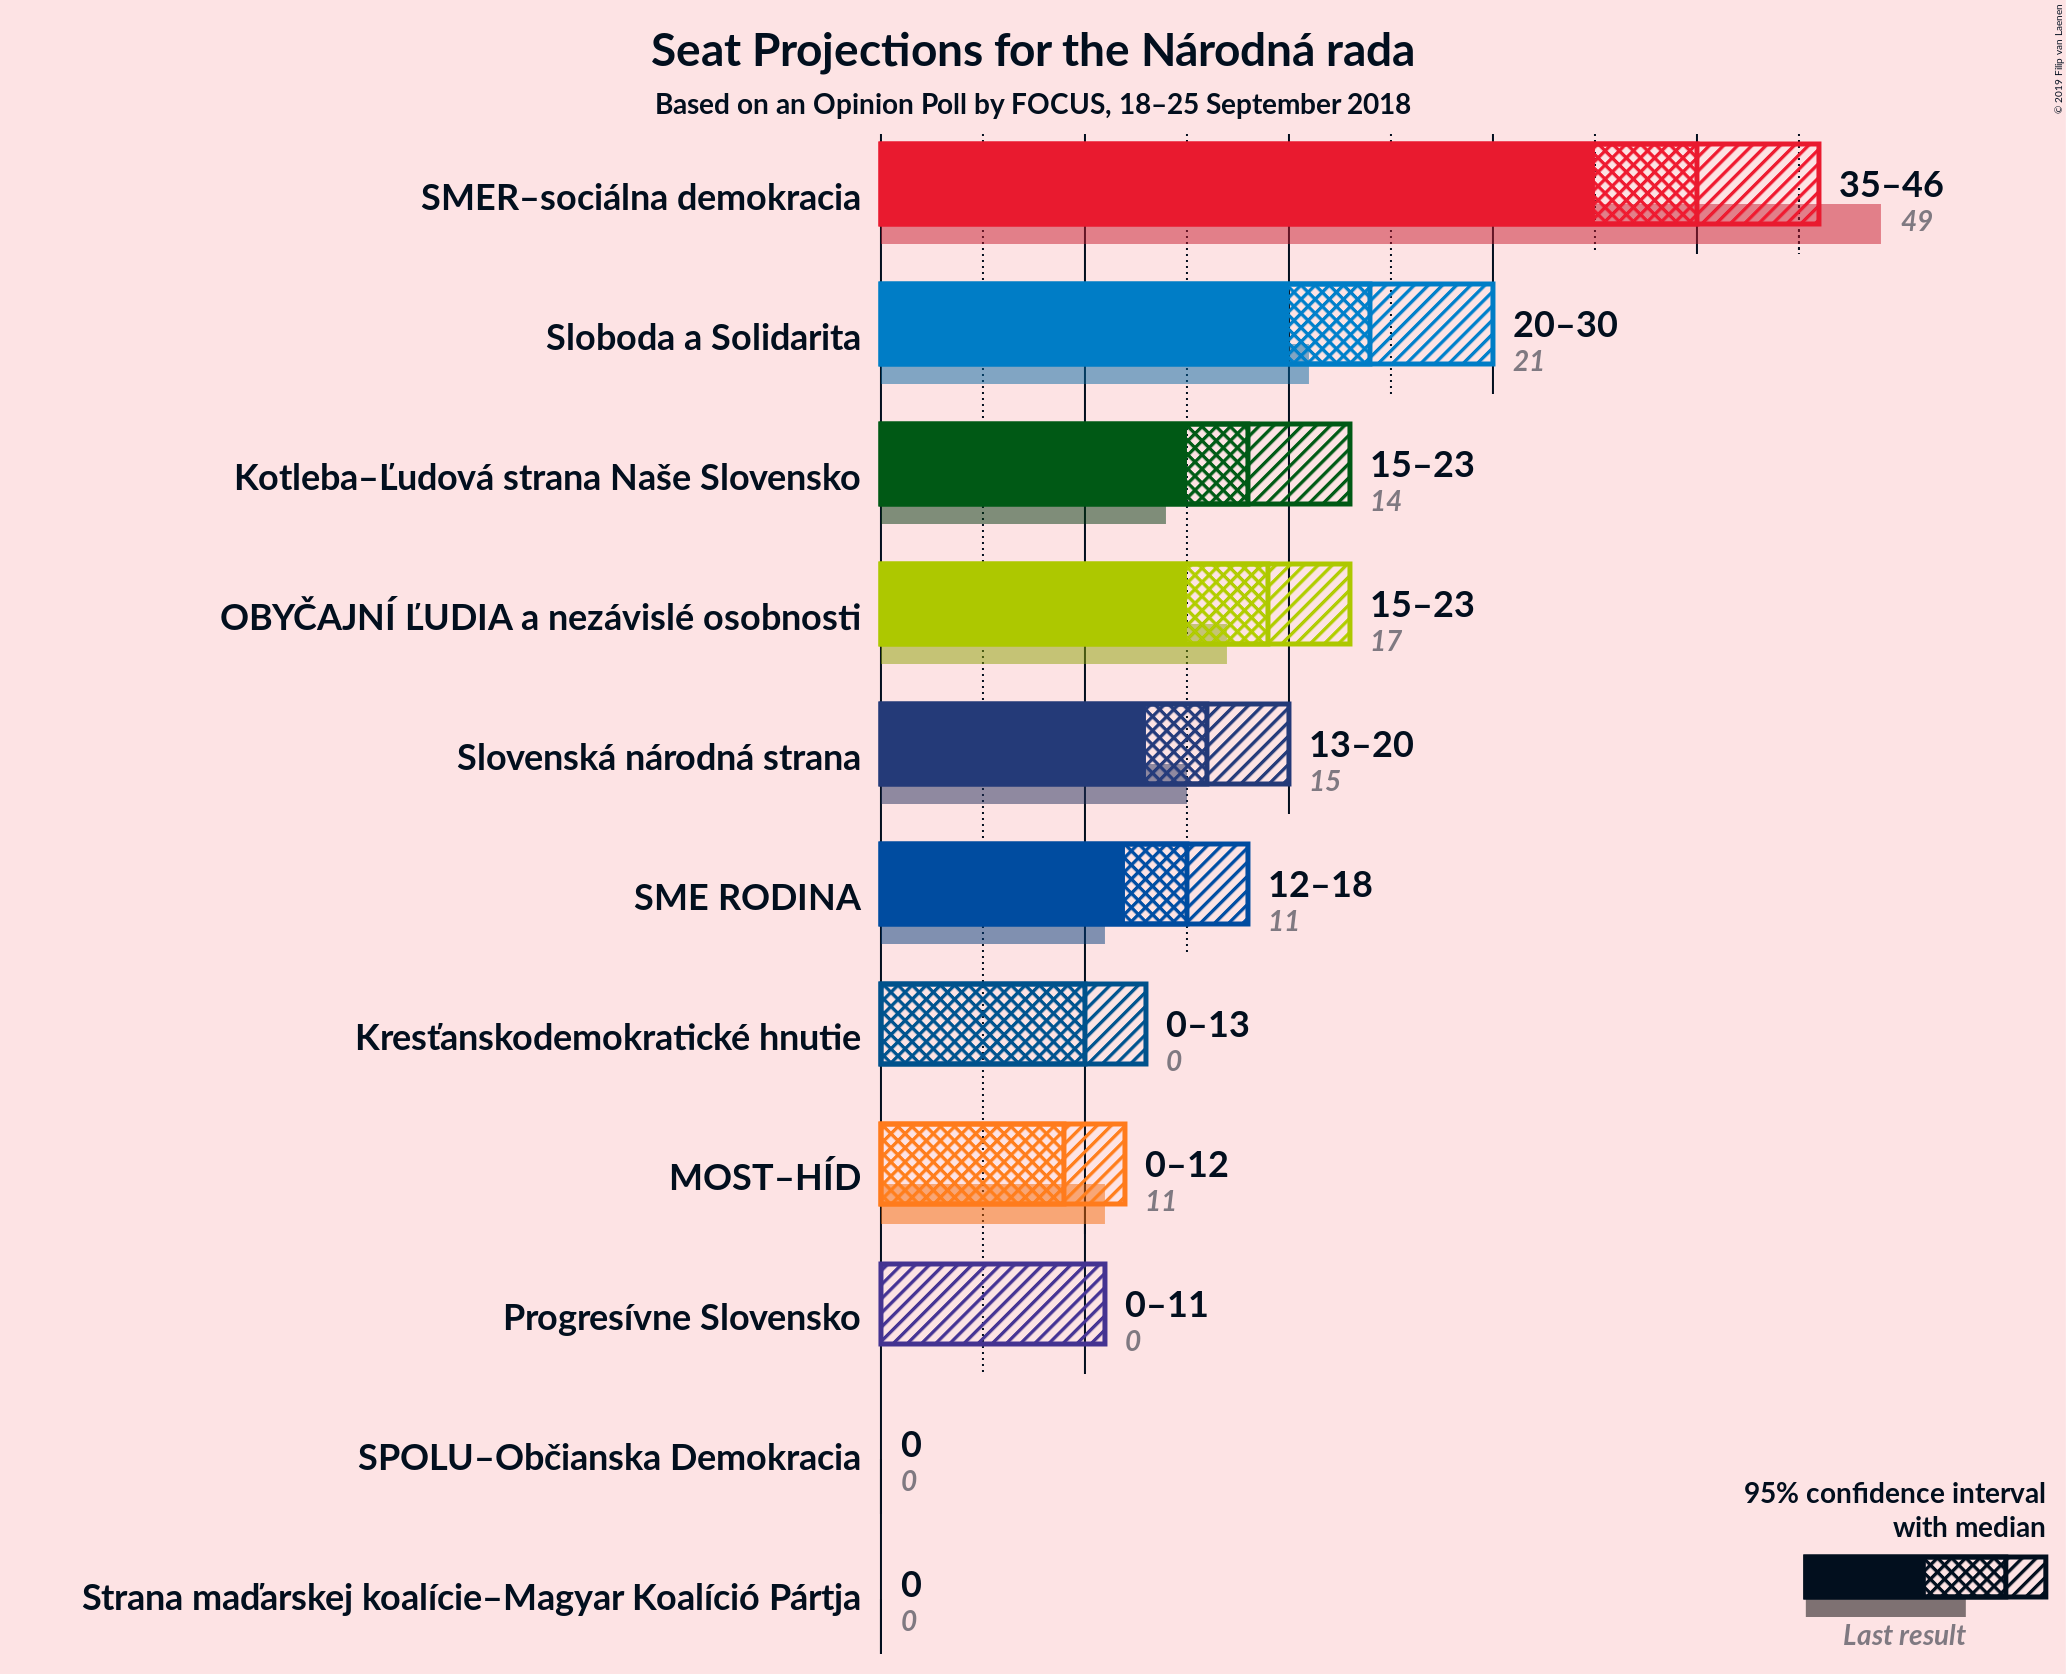 Seat Projections for the Národná rada
Based on an Opinion Poll by FOCUS, 18–25 September 2018
© 2019 Filip van Laenen
SMER–sociálna demokracia
35–46
49
Sloboda a Solidarita
20–30
21
Kotleba–Ľudová strana Naše Slovensko
15–23
14
OBYČAJNÍ ĽUDIA a nezávislé osobnosti
15–23
17
Slovenská národná strana
13–20
15
SME RODINA
12–18
11
Kresťanskodemokratické hnutie
0–13
0
MOST–HÍD
0–12
11
Progresívne Slovensko
0–11
0
SPOLU–Občianska Demokracia
0
0
Strana maďarskej koalície–Magyar Koalíció Pártja
0
0
95% confidence interval
with median
Last result